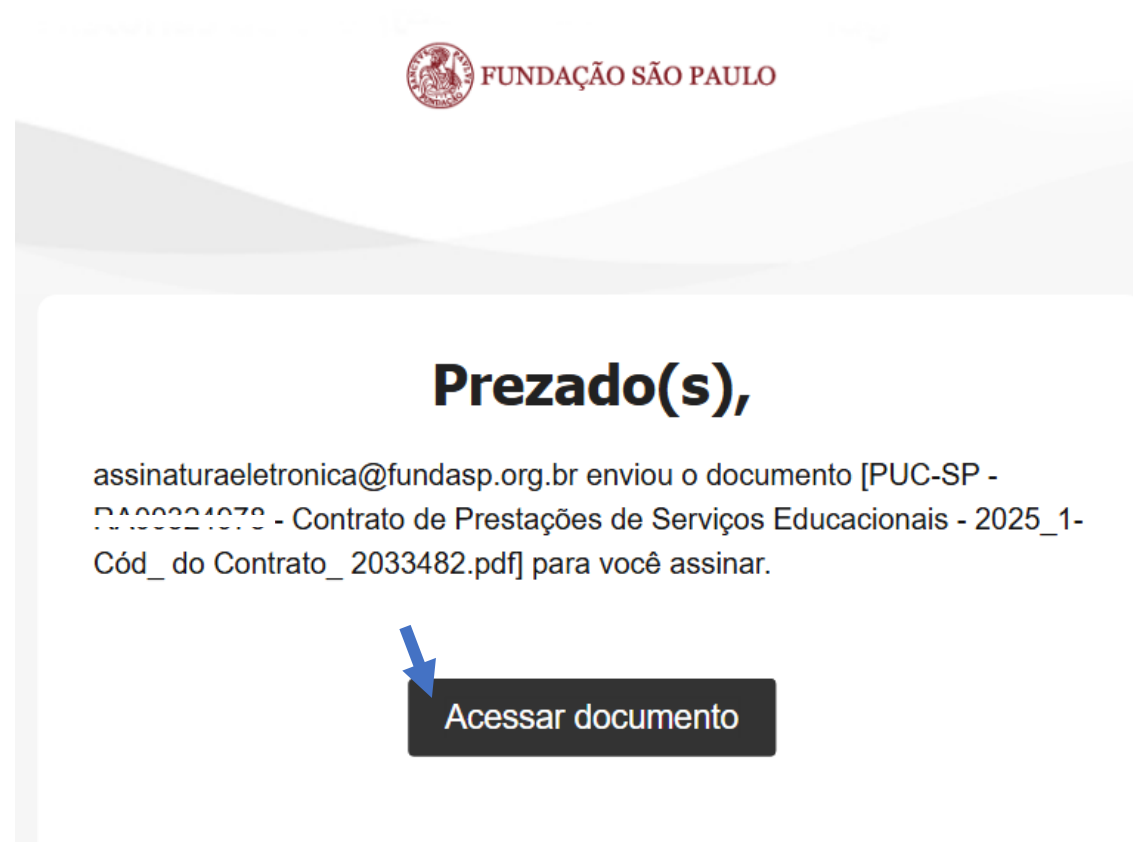 FUNDAÇÃO SÃO PAULO
Prezado(s),
assinaturaeletronica@fundasp.org.br enviou o documento [PUC-SP -
- Contrato de Prestações de Serviços Educacionais - 2025_1-
Cód_ do Contrato_ 2033482.pdf] para você assinar.
Acessar documento